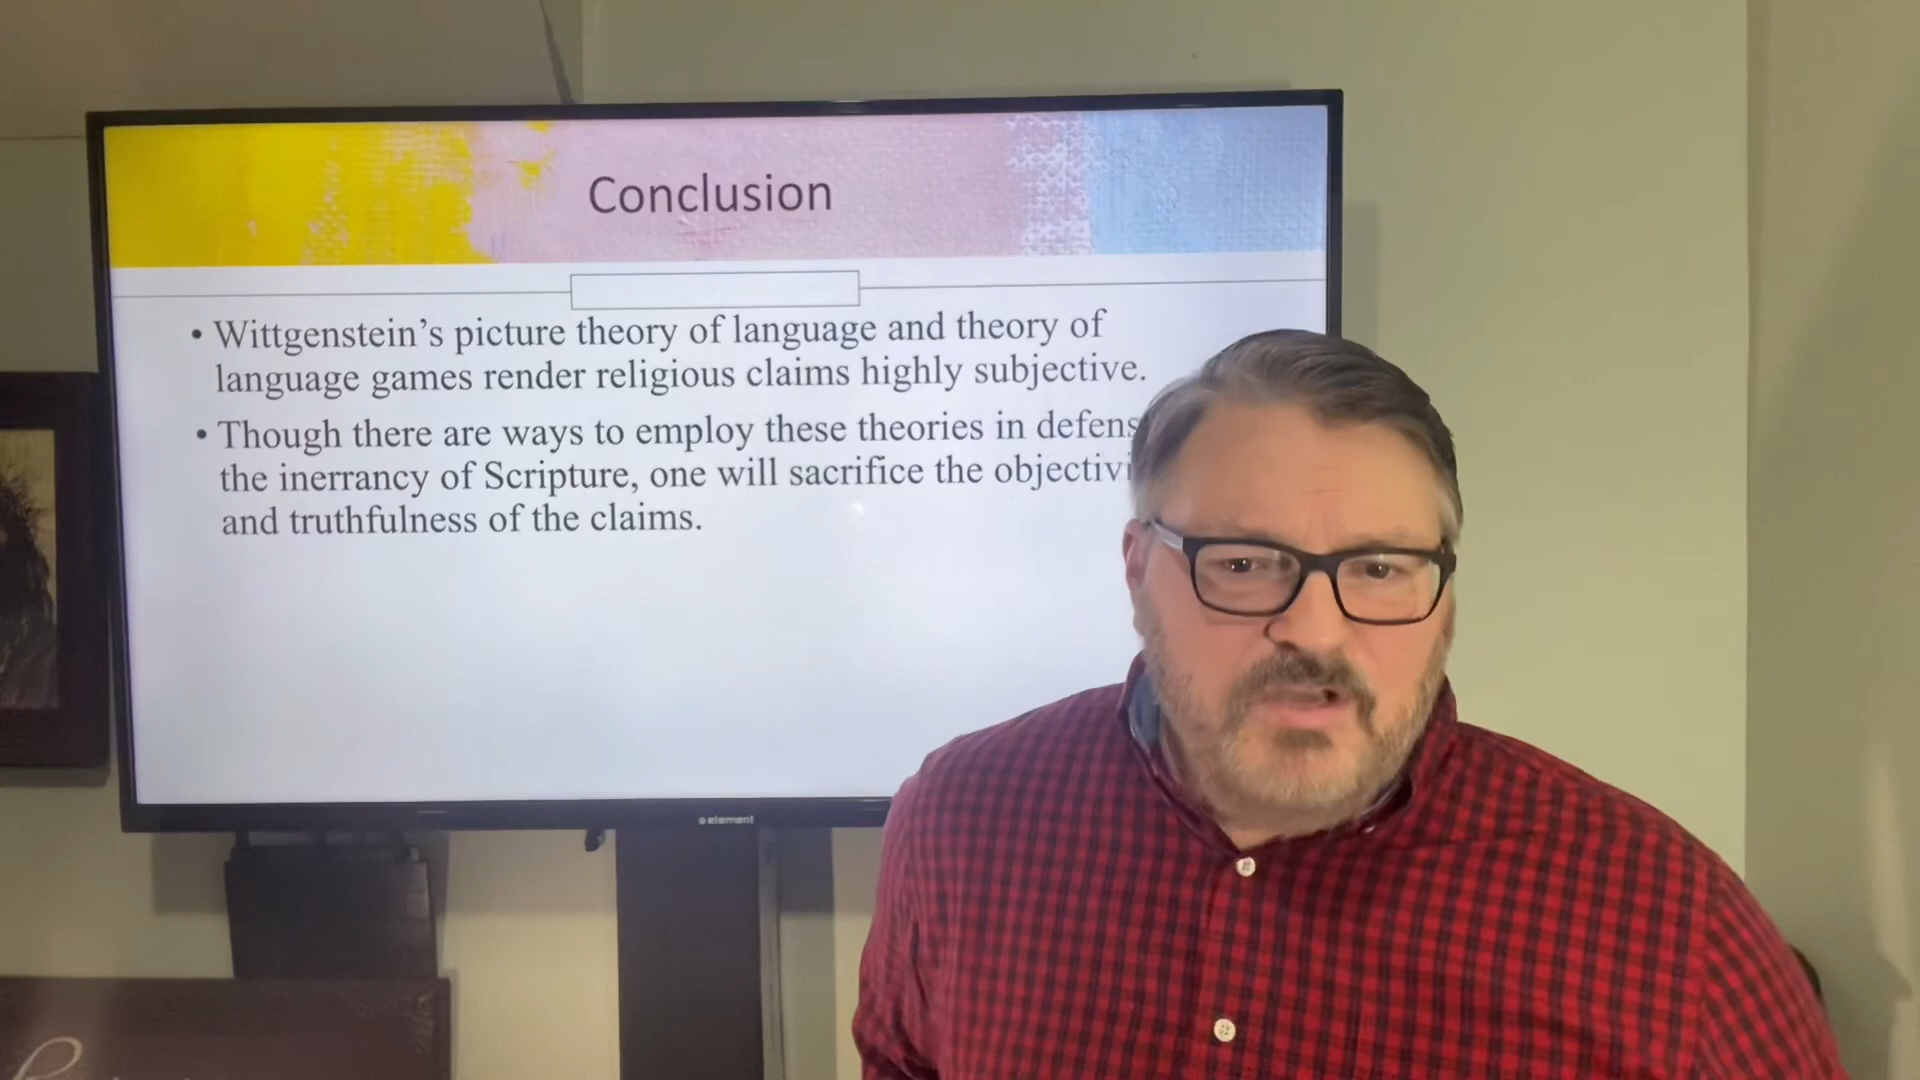 Conclusion
• Wittgenstein’s picture theory of language and theory of
language games render religious claims highly subjective.
• Though there are ways to employ these theories in
the inerrancy of Scripture, one will sacrifice the
and truthfulness of the claims.
element